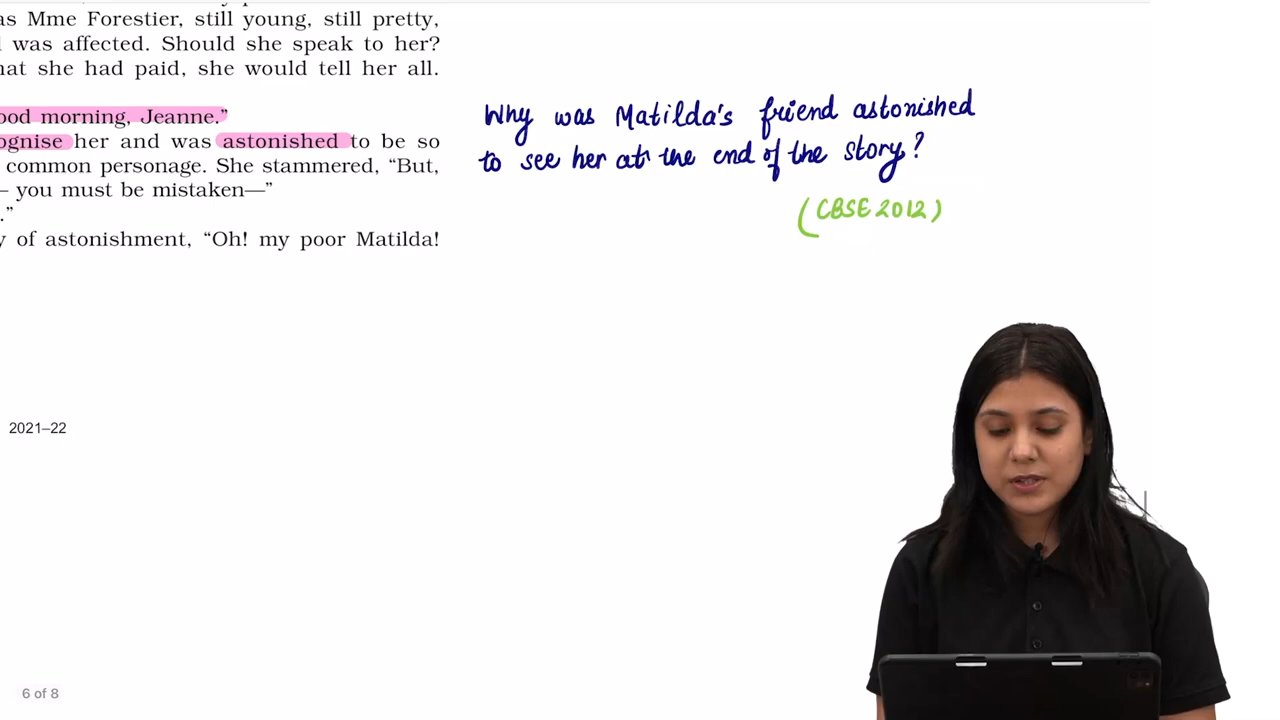 as Mme Forestier, still young, still pretty,
was affected. Should she speak to her?
hat she had paid, she would tell her all.
ood morning, Jeanne.”
ognise her and was astonished to be so
common personage. She stammered, “But,
— you must be mistaken—”
.”
y of astonishment, “Oh! my poor Matilda!
Why was Matilda's friend astonished
to see her at the end of the story?
(CBSE 2012)
2021–22
6 of 8